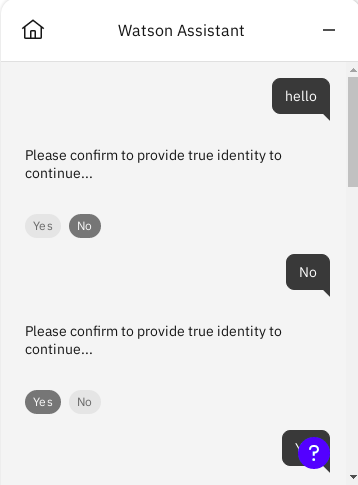 Watson Assistant
hello
Please confirm to provide true identity to
continue...
Yes No
No
Please confirm to provide true identity to
continue...
Yes No
?